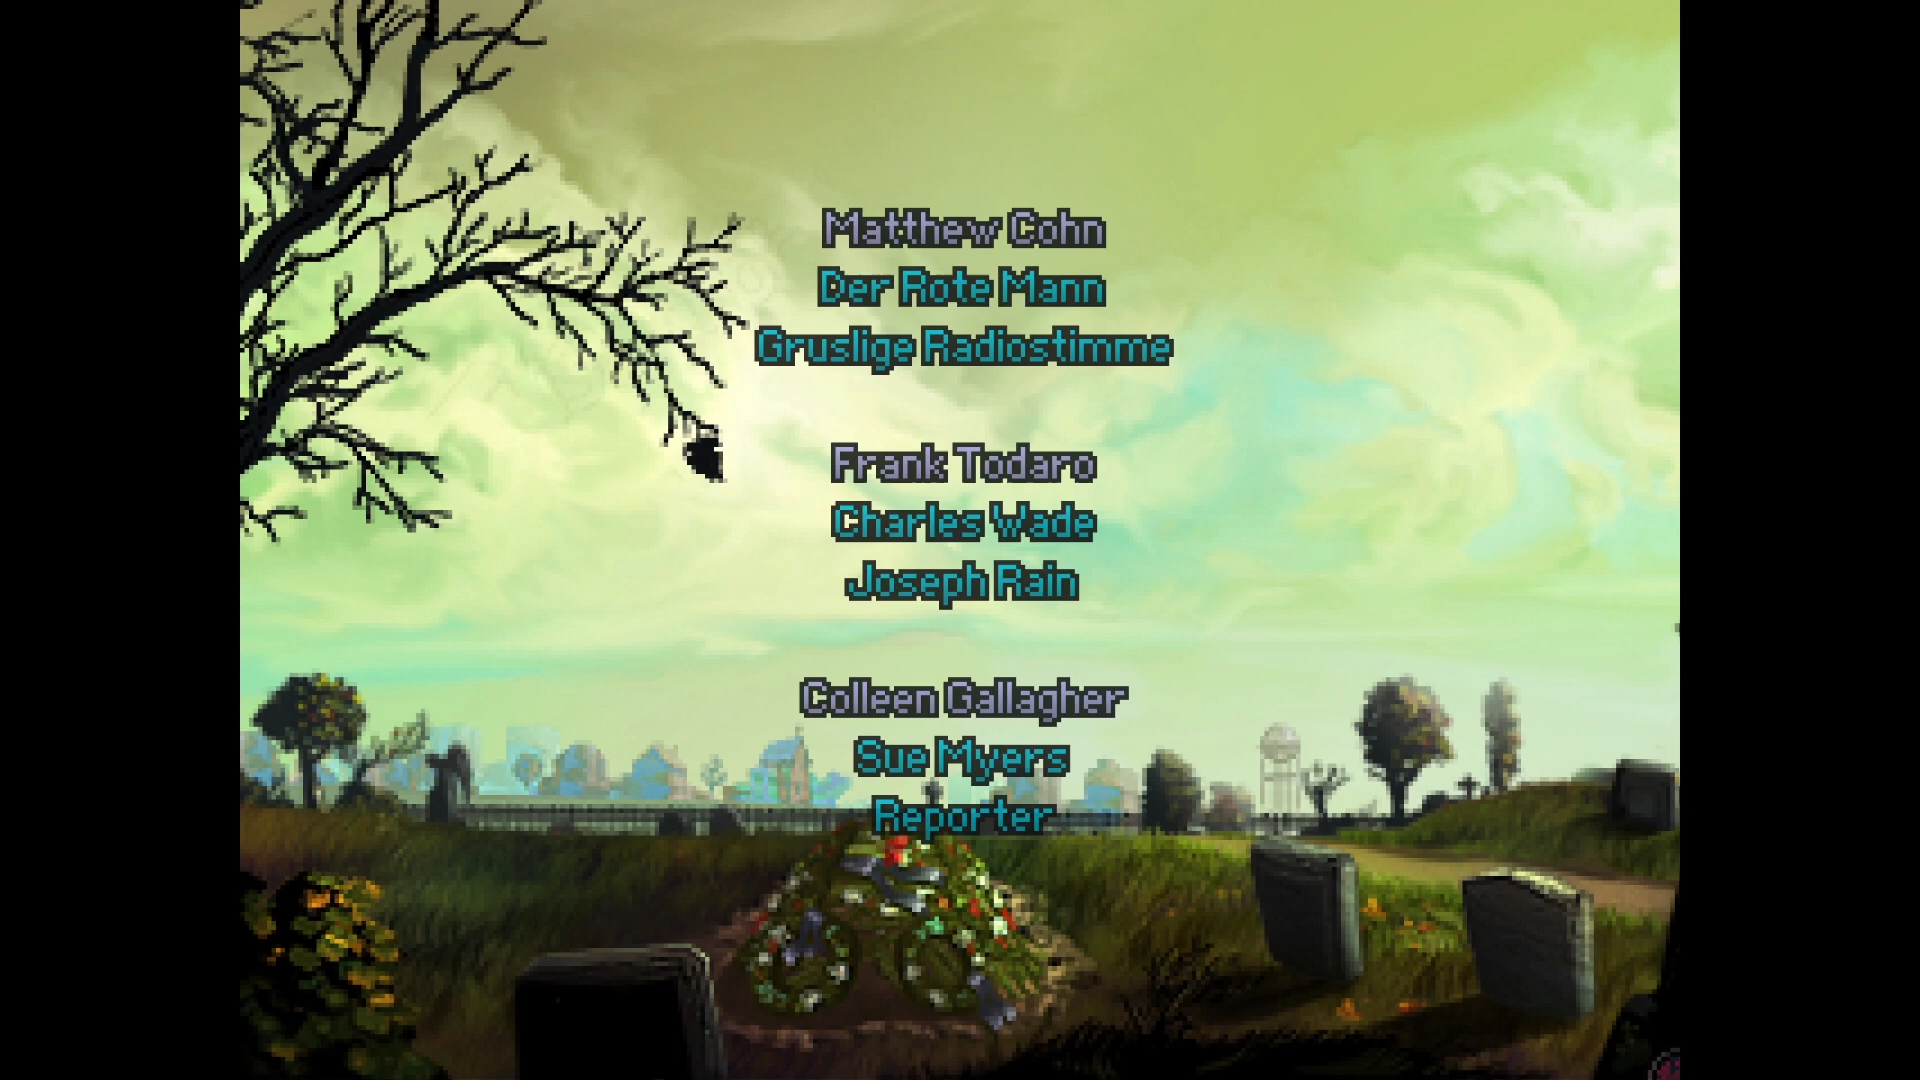 Matthew Cohn
Der Rote Mann
Gruslige Radiostimme
Frank Todaro
Charles Wade
Joseph Rain
Colleen Gallagher
Sue Myers
Reporter